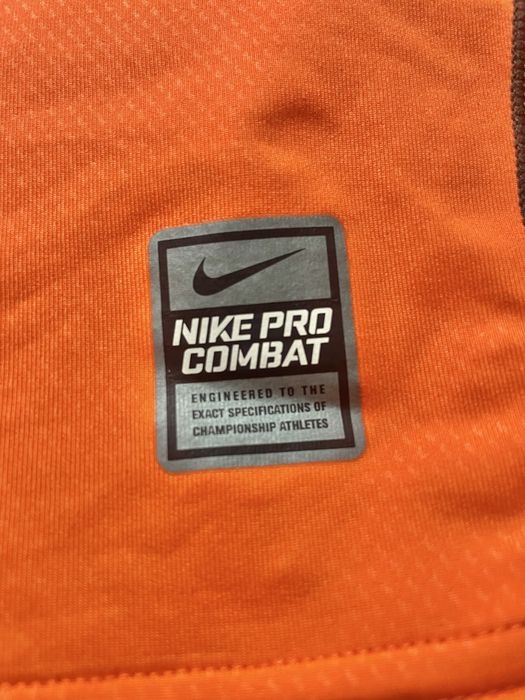 NIKE PRO
COMBAT
ENGINEERED TO THE
EXACT SPECIFICATIONS OF
CHAMPIONSHIP ATHLETES